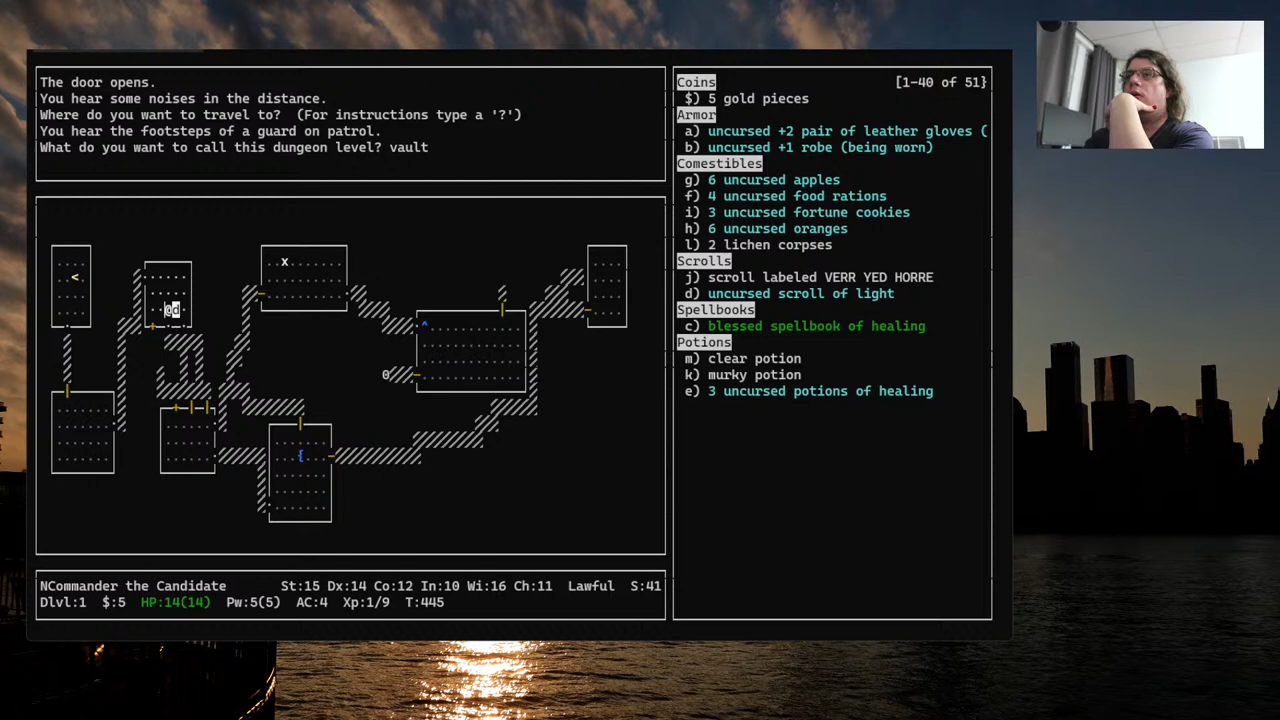 The door opens.
You hear some noises in the distance.
Where do you want to travel to?  (For instructions type a '?')
You hear the footsteps of a guard on patrol.
What do you want to call this dungeon level? vault
Coins [1-40 of 51}
$) 5 gold pieces
Armor
a) uncursed +2 pair of leather gloves (
b) uncursed +1 robe (being worn)
Comestibles
g) 6 uncursed apples
f) 4 uncursed food rations
i) 3 uncursed fortune cookies
h) 6 uncursed oranges
l) 2 lichen corpses
Scrolls
j) scroll labeled VERR YED HORRE
d) uncursed scroll of light
Spellbooks
c) blessed spellbook of healing
Potions
m) clear potion
k) murky potion
e) 3 uncursed potions of healing
x
<
@d
^
0
{
NCommander the Candidate St:15 Dx:14 Co:12 In:10 Wi:16 Ch:11 Lawful S:41
Dlvl:1 $:5 HP:14(14) Pw:5(5) AC:4 Xp:1/9 T:445